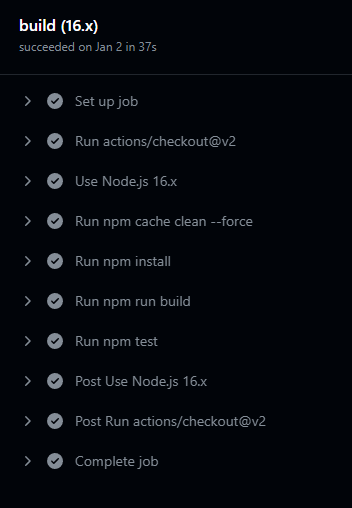 build (16.x)
succeeded on Jan 2 in 37s
Set up job
Run actions/checkout@v2
Use Node.js 16.x
Run npm cache clean --force
Run npm install
Run npm run build
Run npm test
Post Use Node.js 16.x
Post Run actions/checkout@v2
Complete job